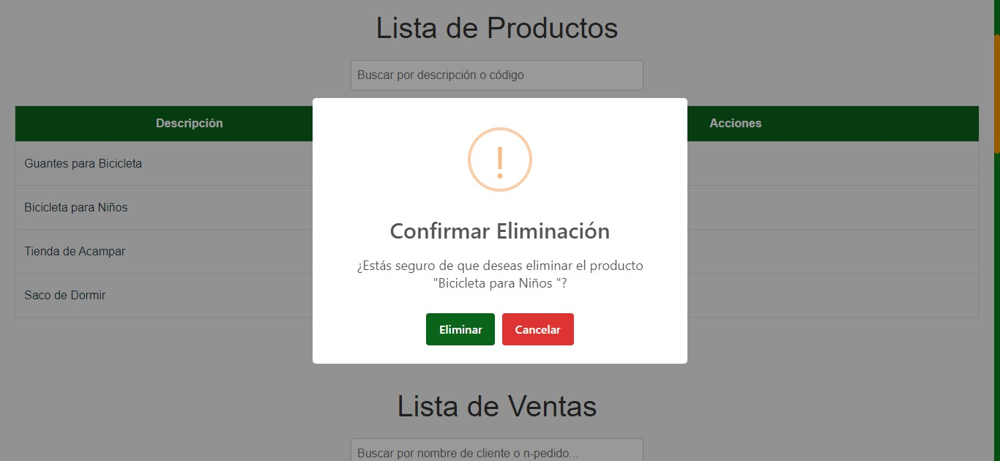 Lista de Productos
Buscar por descripción o código
Descripción
Acciones
Guantes para Bicicleta
Bicicleta para Niños
Tienda de Acampar
Saco de Dormir
!
Confirmar Eliminación
¿Estás seguro de que deseas eliminar el producto
"Bicicleta para Niños "?
Eliminar
Cancelar
Lista de Ventas
Buscar por nombre de cliente o n-pedido...